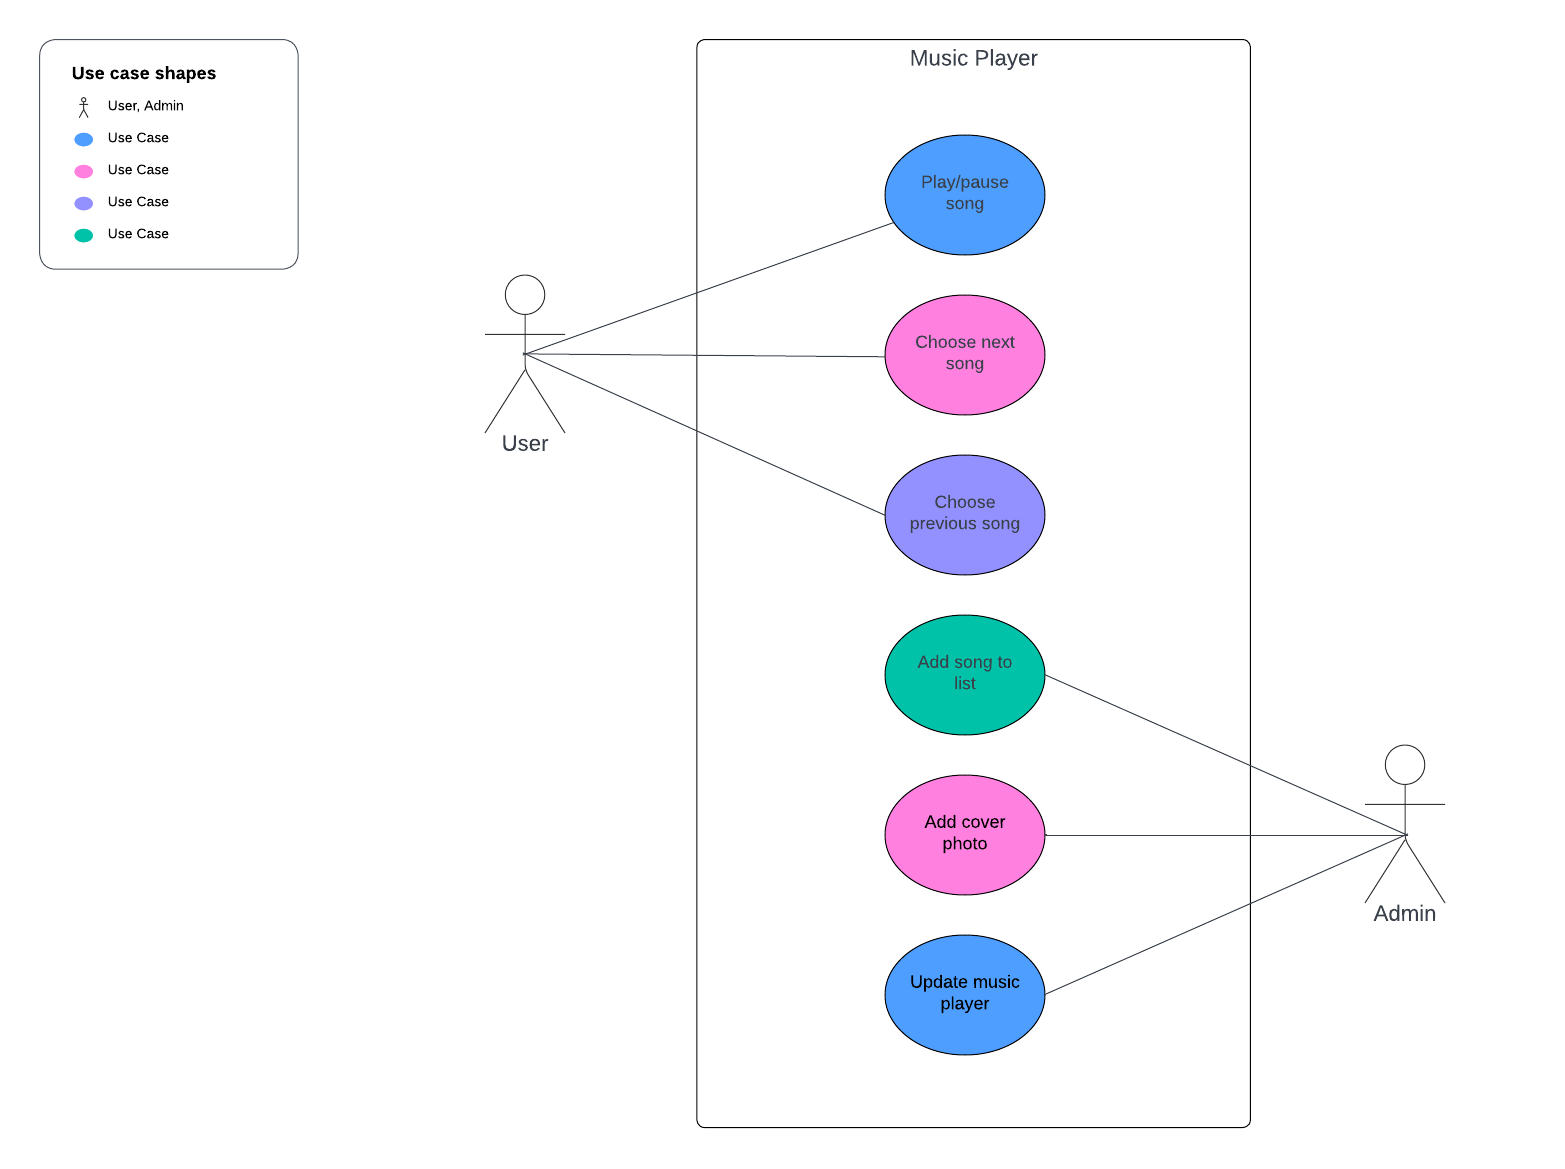 Use case shapes
User, Admin
Use Case
Use Case
Use Case
Use Case
Music Player
Play/pause
song
Choose next
song
User
Choose
previous song
Add song to
list
Add cover
photo
Admin
Update music
player